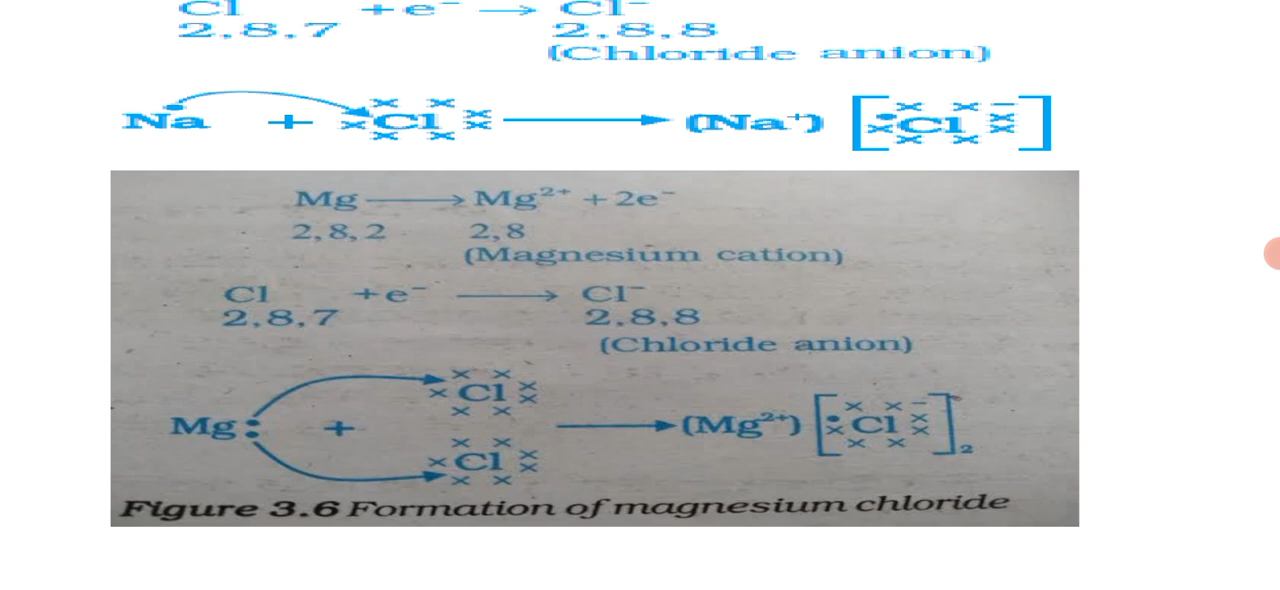 Cl +e⁻ → Cl⁻
2,8,7 2,8,8
(Chloride anion)
Na + Cl → (Na⁺) [Cl⁻]
Mg → Mg²⁺ + 2e⁻
2,8,2 2,8
(Magnesium cation)
Cl +e⁻ → Cl⁻
2,8,7 2,8,8
(Chloride anion)
Cl
Mg: + → (Mg²⁺) [Cl⁻]₂
Cl
Figure 3.6 Formation of magnesium chloride